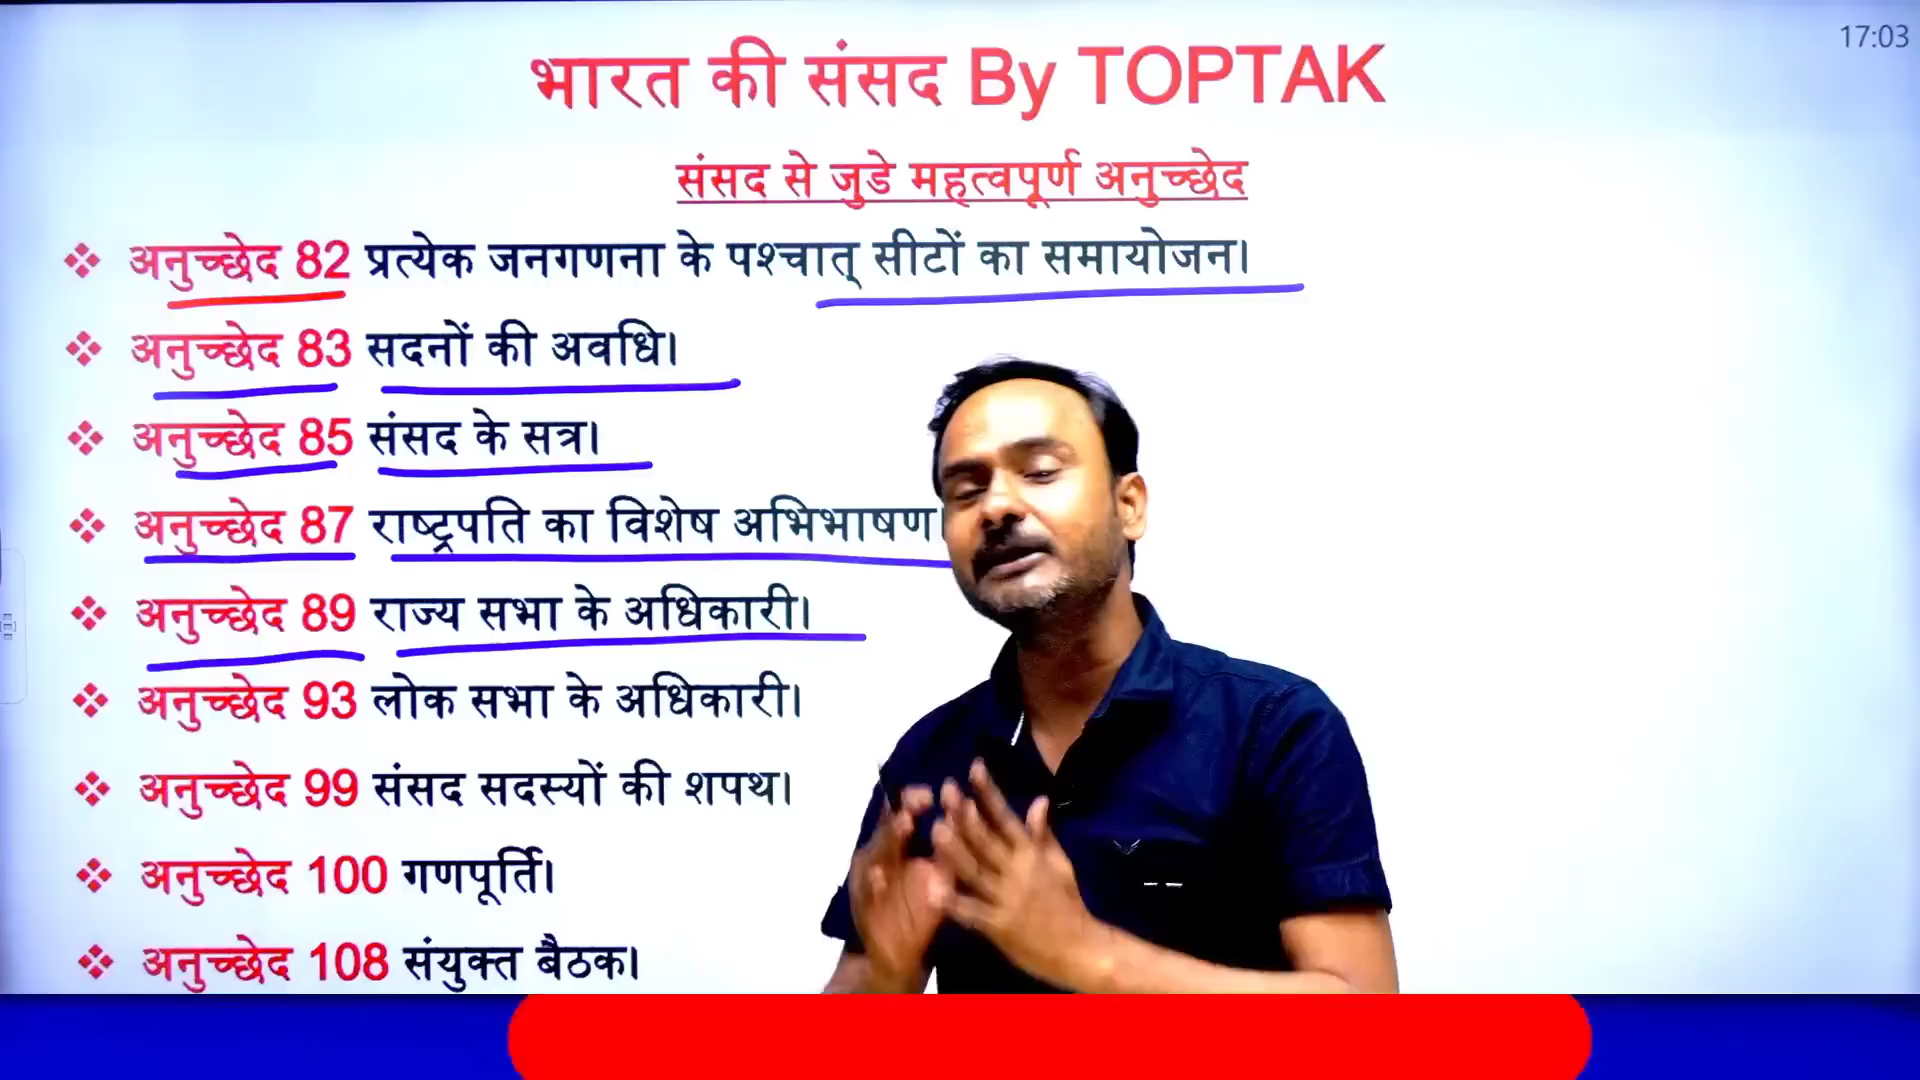 17:03
भारत की संसद By TOPTAK
संसद से जुडे महत्वपूर्ण अनुच्छेद
❖ अनुच्छेद 82 प्रत्येक जनगणना के पश्चात् सीटों का समायोजन।
❖ अनुच्छेद 83 सदनों की अवधि।
❖ अनुच्छेद 85 संसद के सत्र।
❖ अनुच्छेद 87 राष्ट्रपति का विशेष अभिभाषण।
❖ अनुच्छेद 89 राज्य सभा के अधिकारी।
❖ अनुच्छेद 93 लोक सभा के अधिकारी।
❖ अनुच्छेद 99 संसद सदस्यों की शपथ।
❖ अनुच्छेद 100 गणपूर्ति।
❖ अनुच्छेद 108 संयुक्त बैठक।